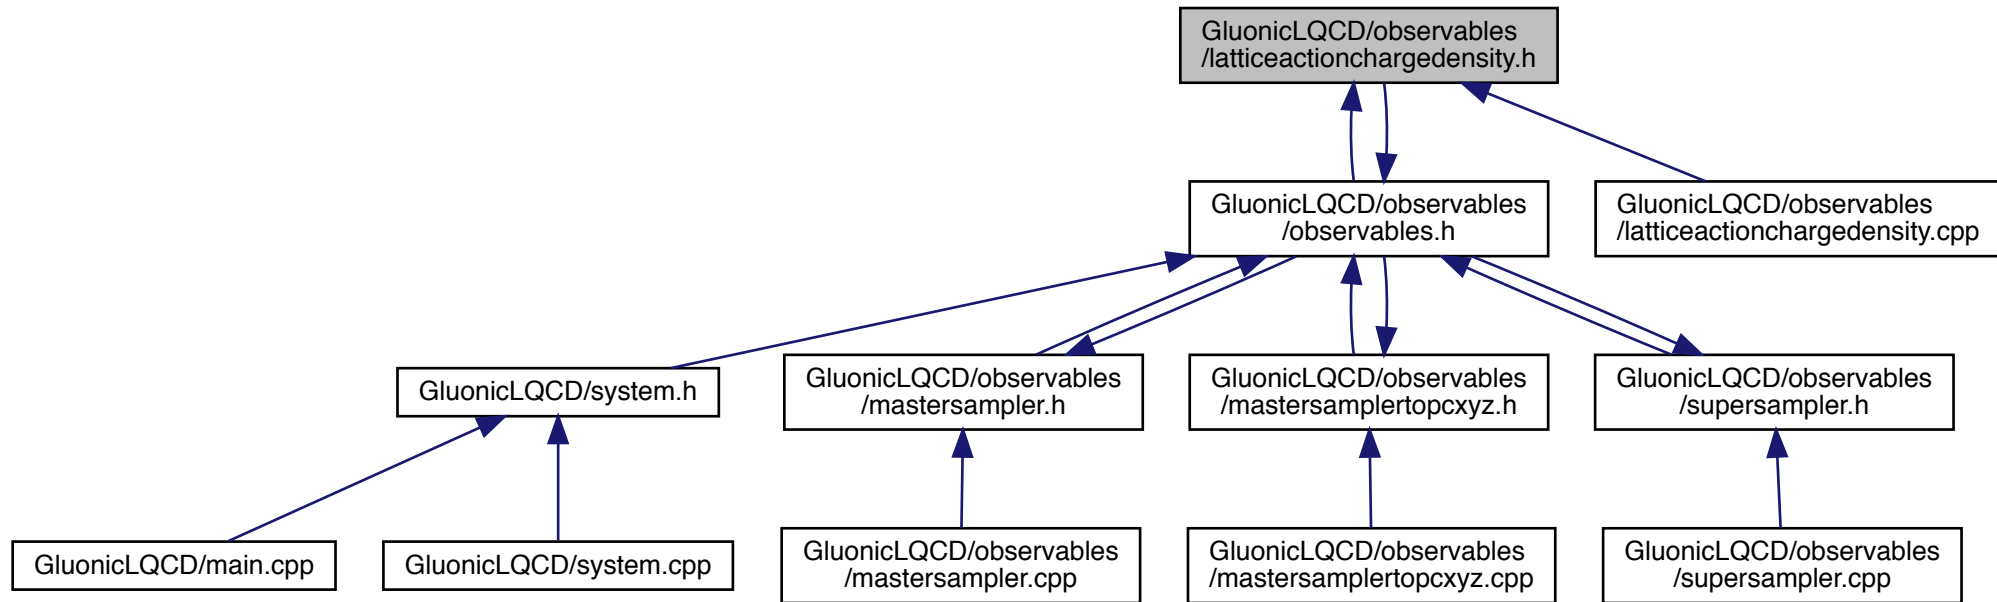 GluonicLQCD/observables
/latticeactionchargedensity.h
GluonicLQCD/observables
/observables.h
GluonicLQCD/observables
/latticeactionchargedensity.cpp
GluonicLQCD/system.h
GluonicLQCD/observables
/mastersampler.h
GluonicLQCD/observables
/mastersamplertopcxyz.h
GluonicLQCD/observables
/supersampler.h
GluonicLQCD/main.cpp
GluonicLQCD/system.cpp
GluonicLQCD/observables
/mastersampler.cpp
GluonicLQCD/observables
/mastersamplertopcxyz.cpp
GluonicLQCD/observables
/supersampler.cpp